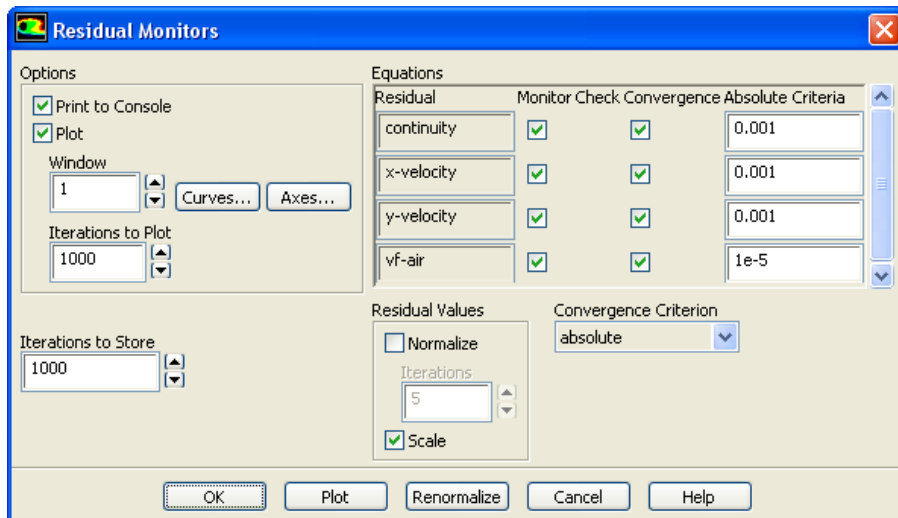 Residual Monitors
Options
Print to Console
Plot
Window
1
Curves...
Axes...
Iterations to Plot
1000
Iterations to Store
1000
Equations
Residual Monitor Check Convergence Absolute Criteria
continuity 0.001
x-velocity 0.001
y-velocity 0.001
vf-air 1e-5
Residual Values
Normalize
Iterations
5
Scale
Convergence Criterion
absolute
OK Plot Renormalize Cancel Help